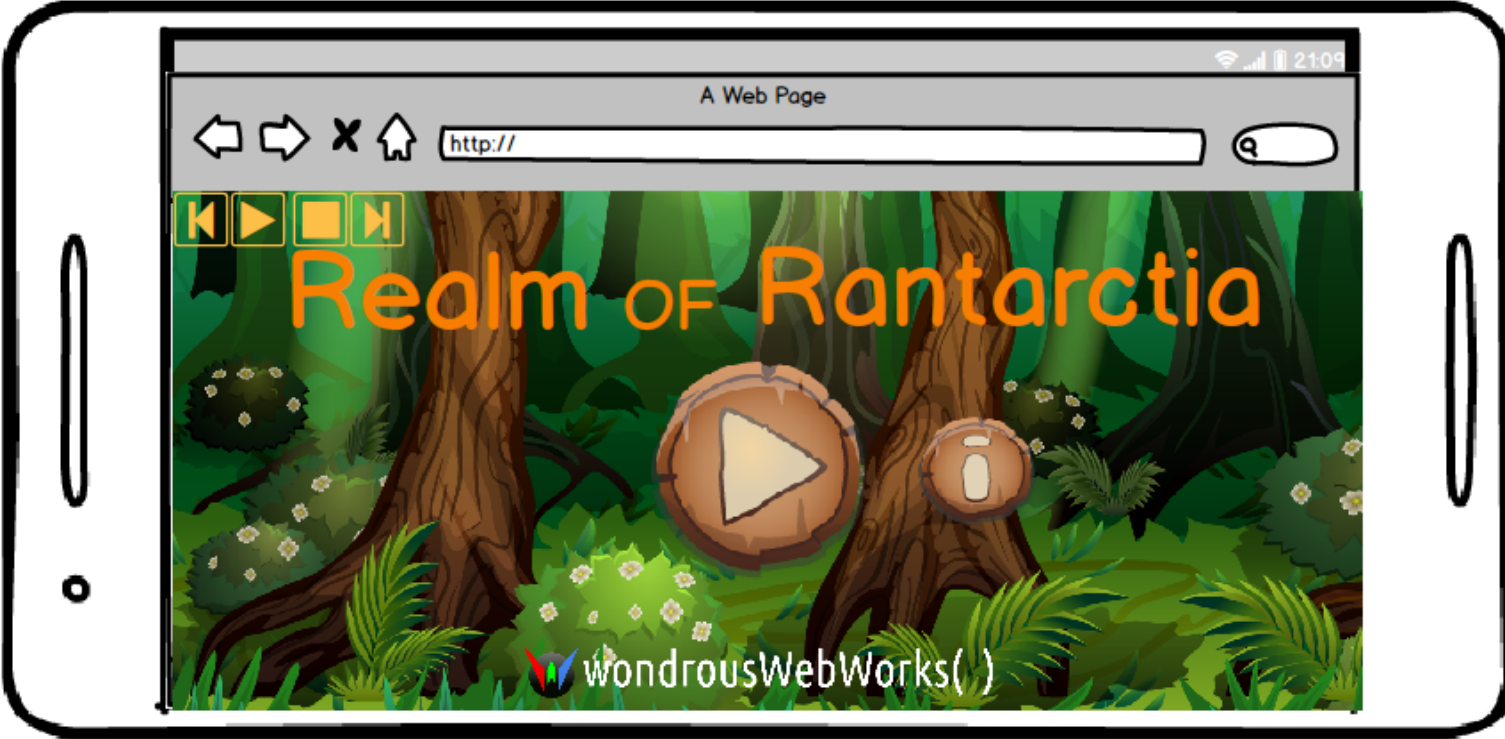 21:09
A Web Page
http://
Realm OF Rantarctia
i
wondrousWebWorks( )